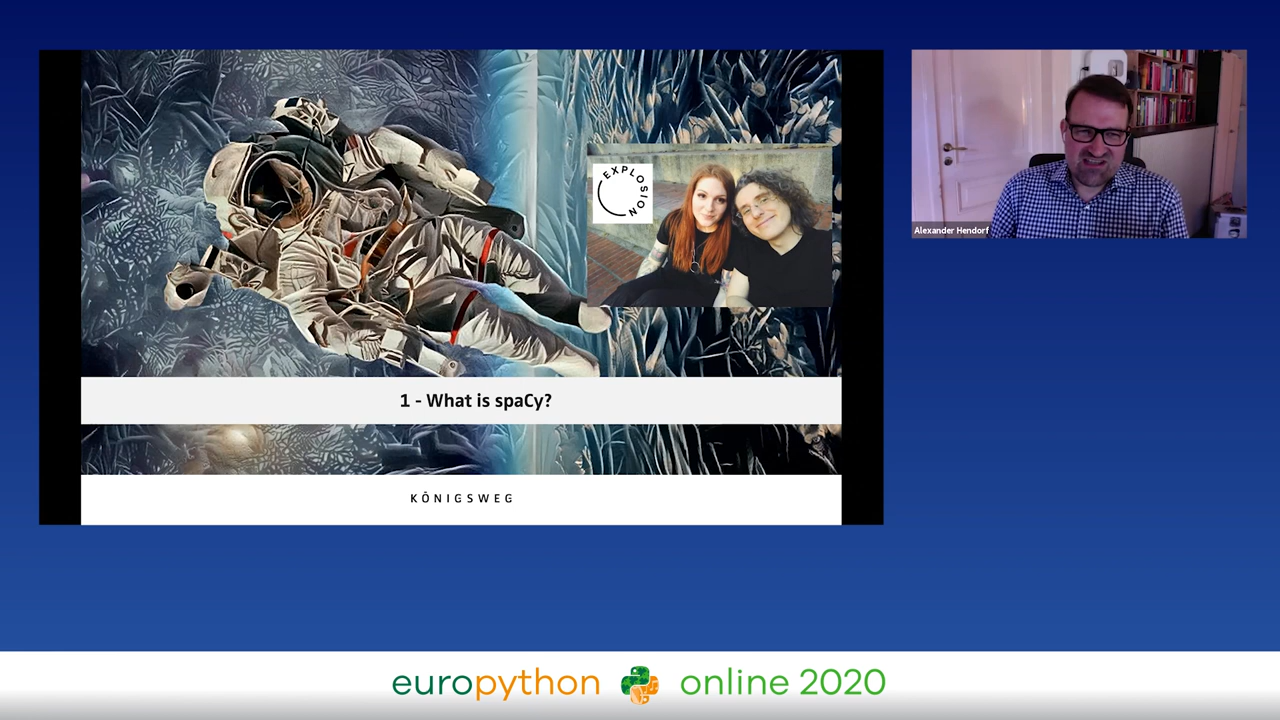 EXPLOSION
Alexander Hendorf
1 - What is spaCy?
KÖNIGSWEG
europython online 2020